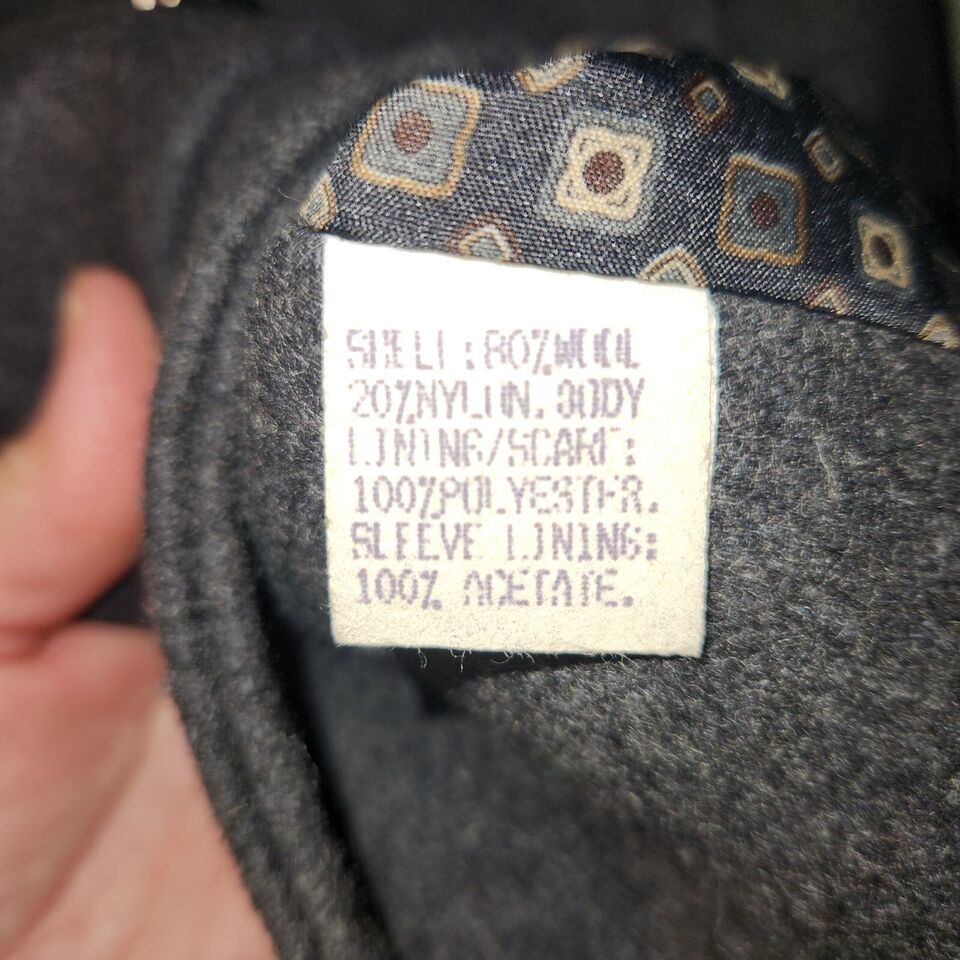 SHELL:80%WOOL
20%NYLON.BODY
LINING/SCARF:
100%POLYESTER.
SLEEVE LINING:
100% ACETATE.